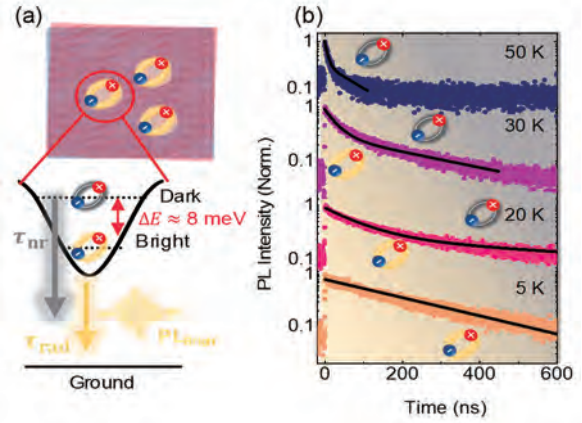 (a)
Dark
ΔE ≈ 8 meV
Bright
τnr
τrad
Ground
(b)
PL Intensity (Norm.)
0.1
1
0.1
1
0.1
1
0.1
50 K
30 K
20 K
5 K
0 200 400 600
Time (ns)